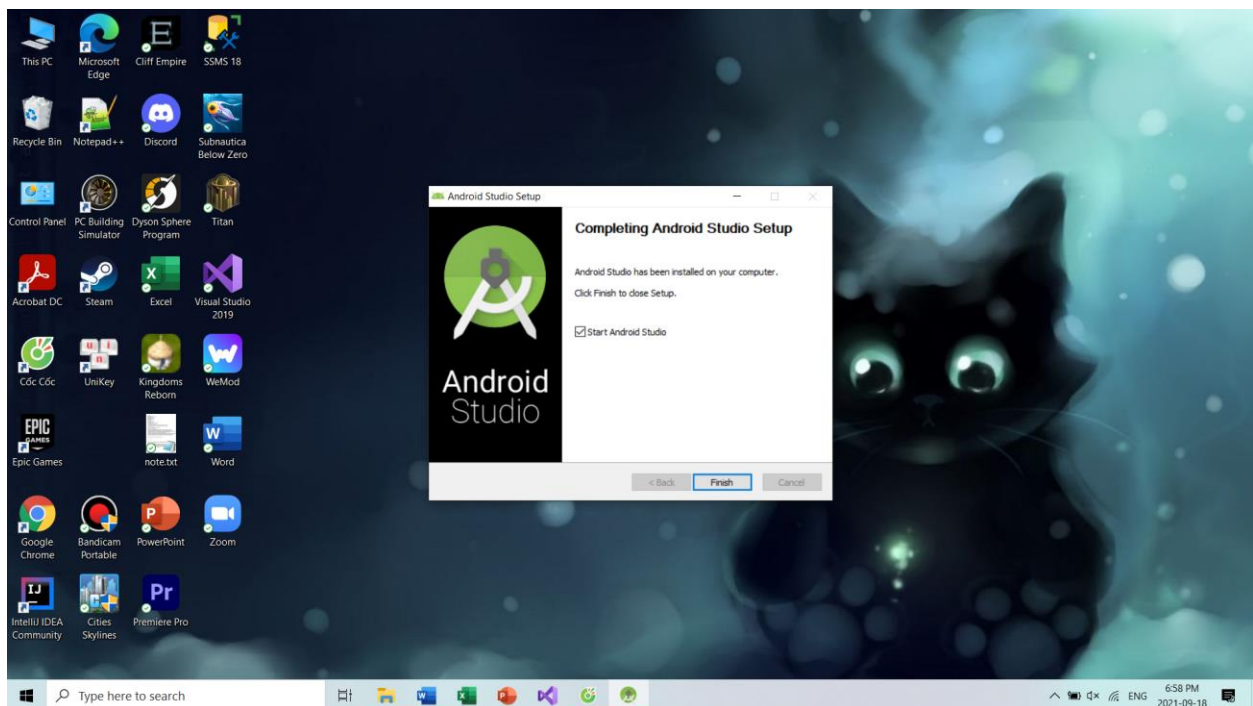 This PC
Microsoft
Edge
Cliff Empire
SSMS 18
Recycle Bin
Notepad++
Discord
Subnautica
Below Zero
Control Panel
PC Building
Simulator
Dyson Sphere
Program
Titan
Acrobat DC
Steam
Excel
Visual Studio
2019
Cốc Cốc
UniKey
Kingdoms
Reborn
WeMod
EPIC
GAMES
Epic Games
note.txt
Word
Google
Chrome
Bandicam
Portable
PowerPoint
Zoom
IJ
IntelliJ IDEA
Community
Cities
Skylines
Pr
Premiere Pro
Android Studio Setup
Completing Android Studio Setup
Android Studio has been installed on your computer.
Click Finish to close Setup.
Start Android Studio
Android
Studio
< Back
Finish
Cancel
Type here to search
ENG
6:58 PM
2021-09-18